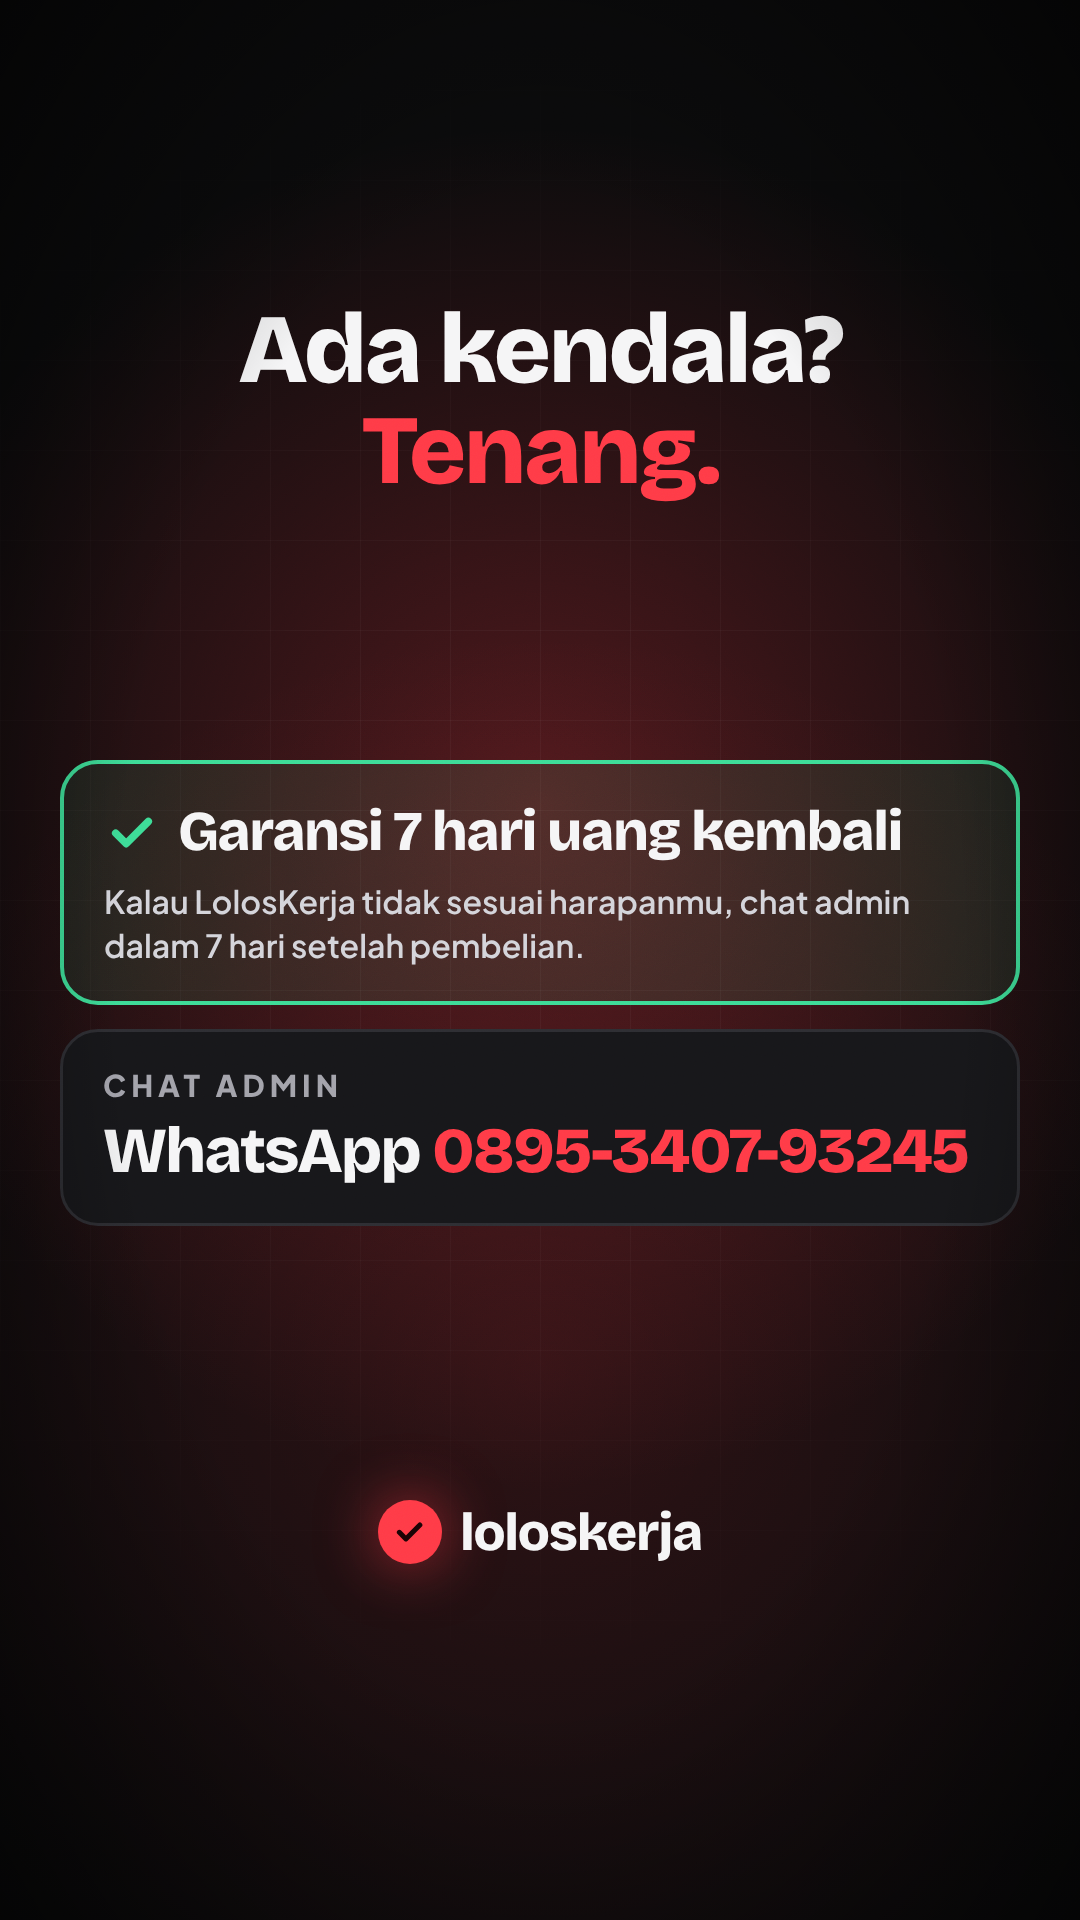 Ada kendala?
Tenang.
Garansi 7 hari uang kembali
Kalau LolosKerja tidak sesuai harapanmu, chat admin
dalam 7 hari setelah pembelian.
CHAT ADMIN
WhatsApp 0895-3407-93245
loloskerja